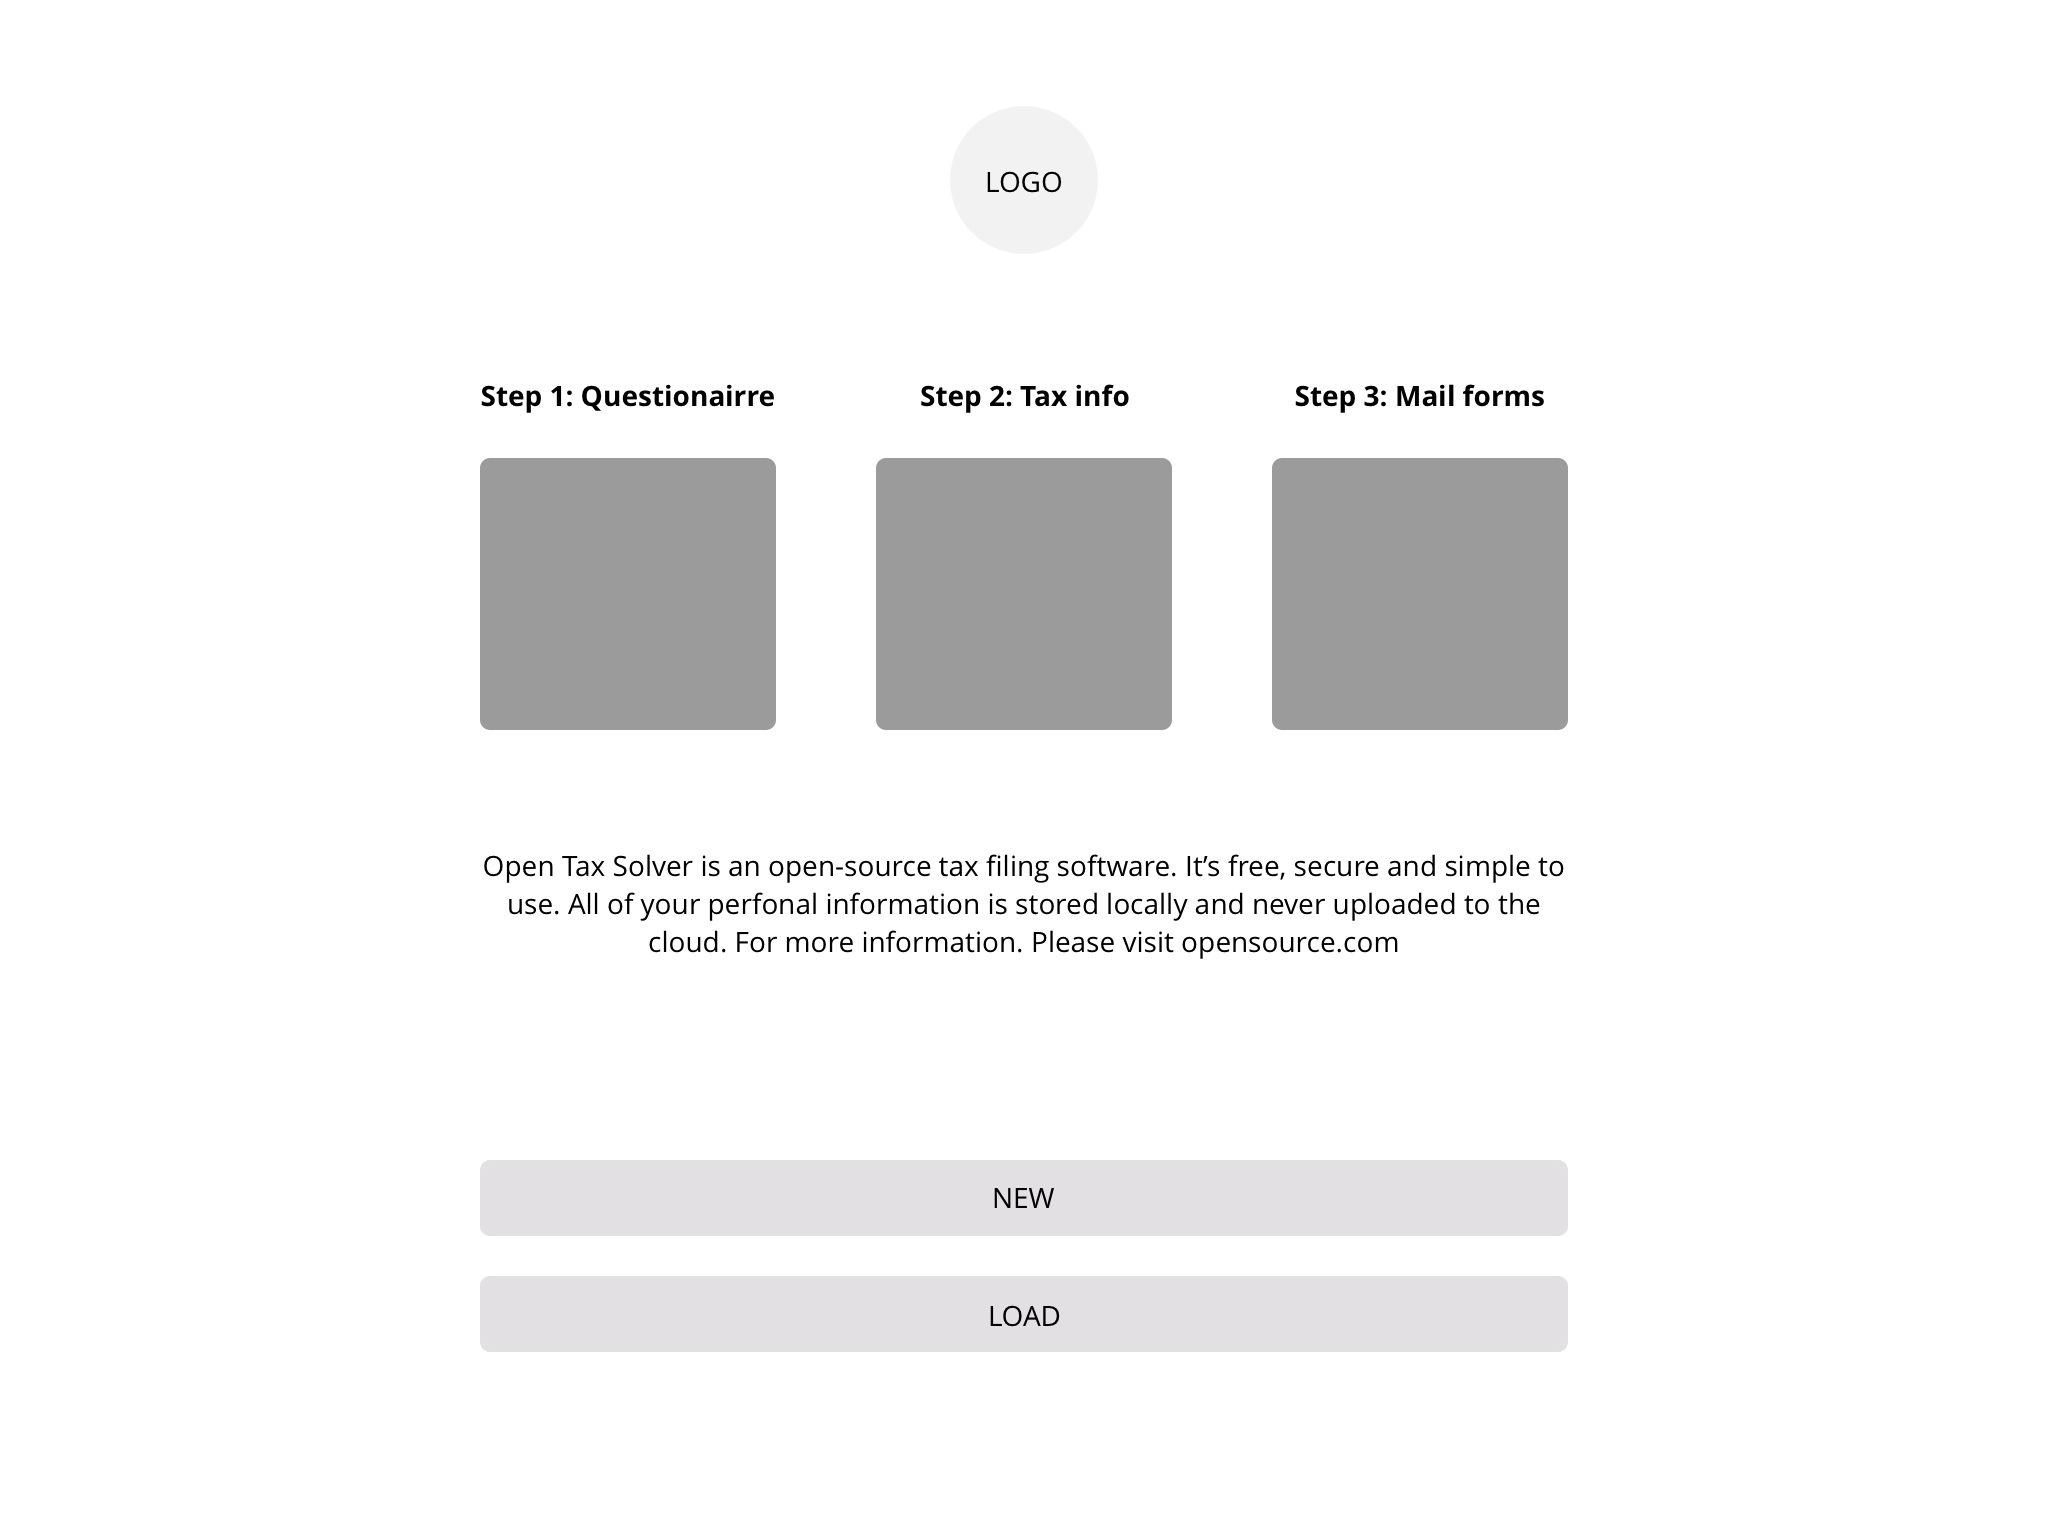 LOGO
Step 1: Questionairre
Step 2: Tax info
Step 3: Mail forms
Open Tax Solver is an open-source tax filing software. It’s free, secure and simple to
use. All of your perfonal information is stored locally and never uploaded to the
cloud. For more information. Please visit opensource.com
NEW
LOAD